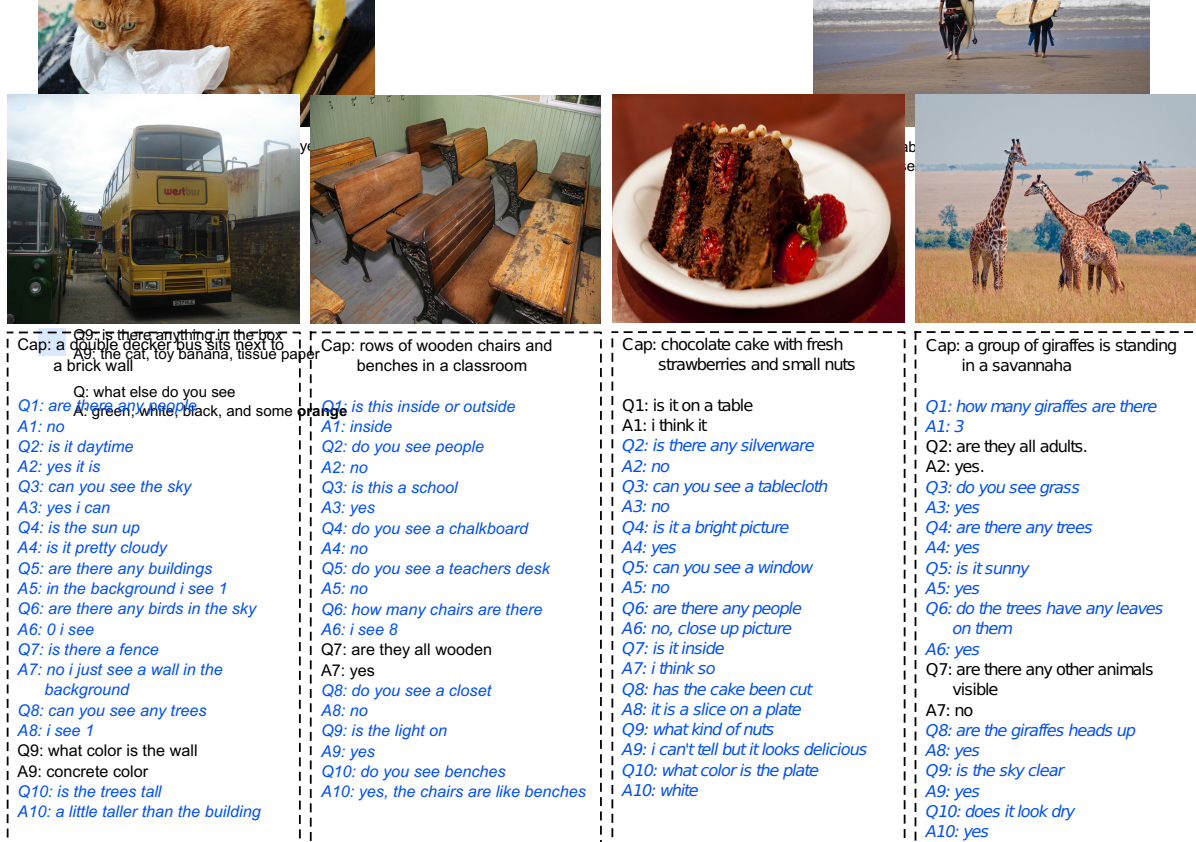 ye
ab
se
westbus
Q9: is there anything in the box
A9: the cat, toy banana, tissue paper
Q: what else do you see
A: green, white, black, and some orange
Cap: a double decker bus sits next to
a brick wall
Q1: are there any people
A1: no
Q2: is it daytime
A2: yes it is
Q3: can you see the sky
A3: yes i can
Q4: is the sun up
A4: is it pretty cloudy
Q5: are there any buildings
A5: in the background i see 1
Q6: are there any birds in the sky
A6: 0 i see
Q7: is there a fence
A7: no i just see a wall in the
background
Q8: can you see any trees
A8: i see 1
Q9: what color is the wall
A9: concrete color
Q10: is the trees tall
A10: a little taller than the building
Cap: rows of wooden chairs and
benches in a classroom
Q1: is this inside or outside
A1: inside
Q2: do you see people
A2: no
Q3: is this a school
A3: yes
Q4: do you see a chalkboard
A4: no
Q5: do you see a teachers desk
A5: no
Q6: how many chairs are there
A6: i see 8
Q7: are they all wooden
A7: yes
Q8: do you see a closet
A8: no
Q9: is the light on
A9: yes
Q10: do you see benches
A10: yes, the chairs are like benches
Cap: chocolate cake with fresh
strawberries and small nuts
Q1: is it on a table
A1: i think it
Q2: is there any silverware
A2: no
Q3: can you see a tablecloth
A3: no
Q4: is it a bright picture
A4: yes
Q5: can you see a window
A5: no
Q6: are there any people
A6: no, close up picture
Q7: is it inside
A7: i think so
Q8: has the cake been cut
A8: it is a slice on a plate
Q9: what kind of nuts
A9: i can't tell but it looks delicious
Q10: what color is the plate
A10: white
Cap: a group of giraffes is standing
in a savannaha
Q1: how many giraffes are there
A1: 3
Q2: are they all adults.
A2: yes.
Q3: do you see grass
A3: yes
Q4: are there any trees
A4: yes
Q5: is it sunny
A5: yes
Q6: do the trees have any leaves
on them
A6: yes
Q7: are there any other animals
visible
A7: no
Q8: are the giraffes heads up
A8: yes
Q9: is the sky clear
A9: yes
Q10: does it look dry
A10: yes